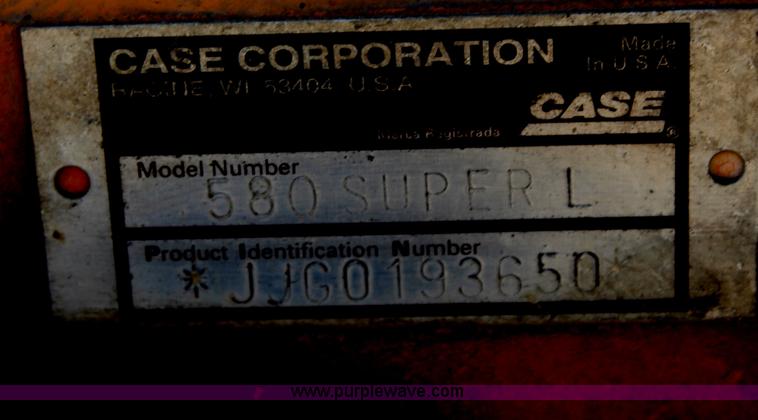 CASE CORPORATION
Made
In U.S.A.
RACINE, WI 53404 U.S.A.
CASE
®
Marca Registrada
Model Number
580 SUPER L
Product Identification Number
*JJG0193650
www.purplewave.com